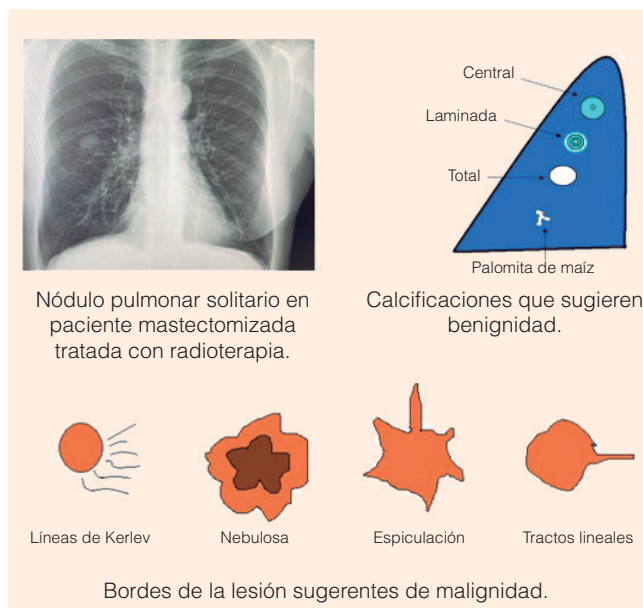 Central
Laminada
Total
Palomita de maíz
Nódulo pulmonar solitario en
paciente mastectomizada
tratada con radioterapia.
Calcificaciones que sugieren
benignidad.
Líneas de Kerlev
Nebulosa
Espiculación
Tractos lineales
Bordes de la lesión sugerentes de malignidad.